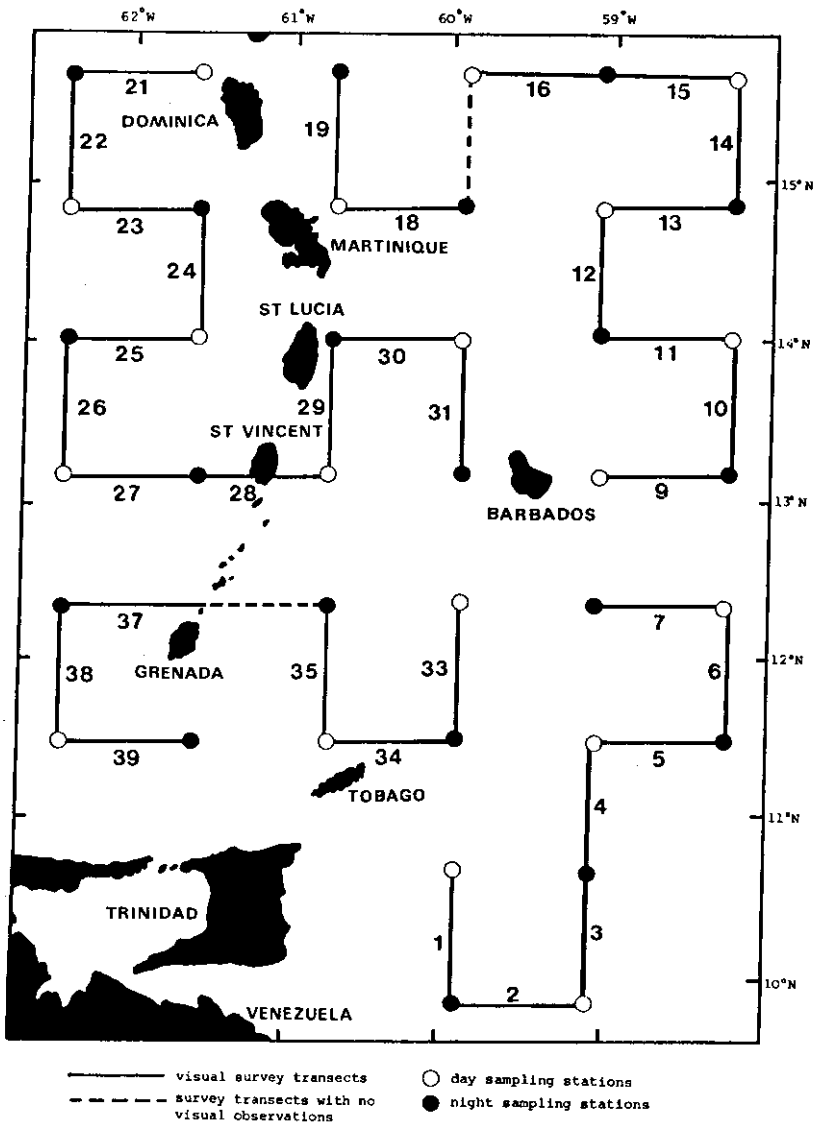 62°W 61°W 60°W 59°W
21 16 15
DOMINICA
22 19 14
15°N
23 18 13
MARTINIQUE
24 12
ST LUCIA
14°N
25 30 11
26 29 31 10
ST VINCENT
27 28 9
13°N
BARBADOS
37 7
12°N
38 35 33 6
GRENADA
39 34 5
TOBAGO
4
11°N
TRINIDAD
1 3
10°N
2
VENEZUELA
visual survey transects
survey transects with no
visual observations
day sampling stations
night sampling stations